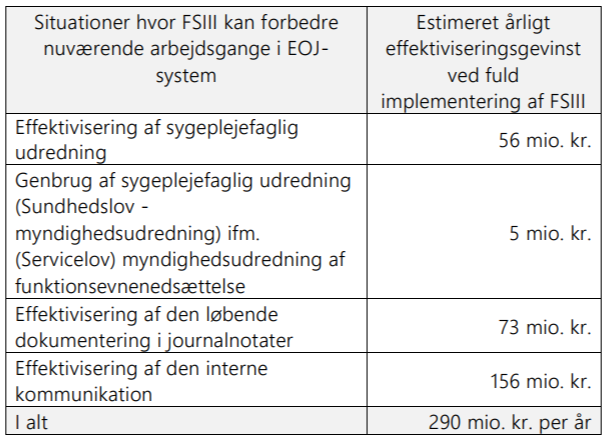 Situationer hvor FSIII kan forbedre
nuværende arbejdsgange i EOJ-
system
Estimeret årligt
effektiviseringsgevinst
ved fuld
implementering af FSIII
Effektivisering af sygeplejefaglig
udredning
56 mio. kr.
Genbrug af sygeplejefaglig udredning
(Sundhedslov -
myndighedsudredning) ifm.
(Servicelov) myndighedsudredning af
funktionsevnenedsættelse
5 mio. kr.
Effektivisering af den løbende
dokumentering i journalnotater
73 mio. kr.
Effektivisering af den interne
kommunikation
156 mio. kr.
I alt
290 mio. kr. per år